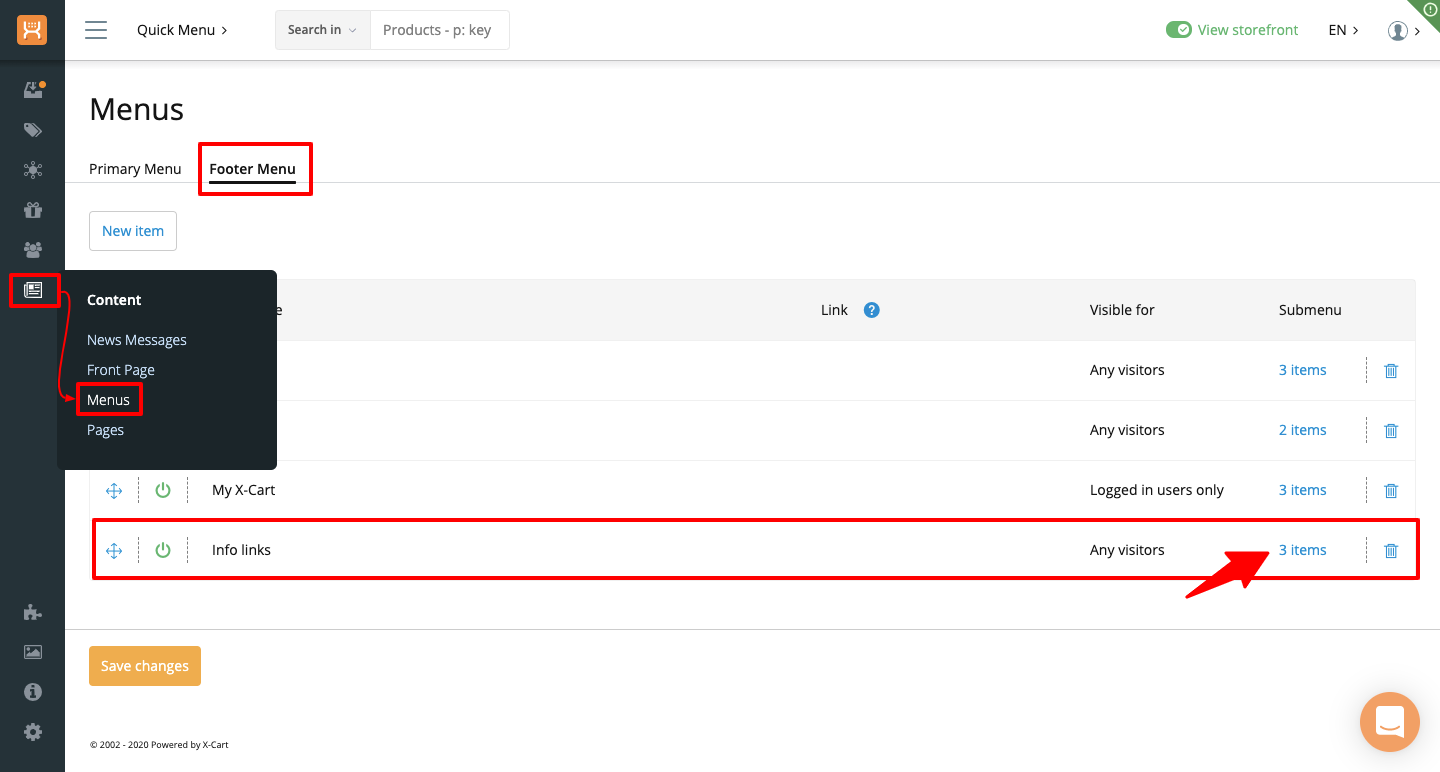 Quick Menu
Search in
Products - p: key
View storefront
EN
Menus
Primary Menu
Footer Menu
New item
Content
News Messages
Front Page
Menus
Pages
Link ?
Visible for
Submenu
Any visitors
3 items
Any visitors
2 items
My X-Cart
Logged in users only
3 items
Info links
Any visitors
3 items
Save changes
© 2002 - 2020 Powered by X-Cart